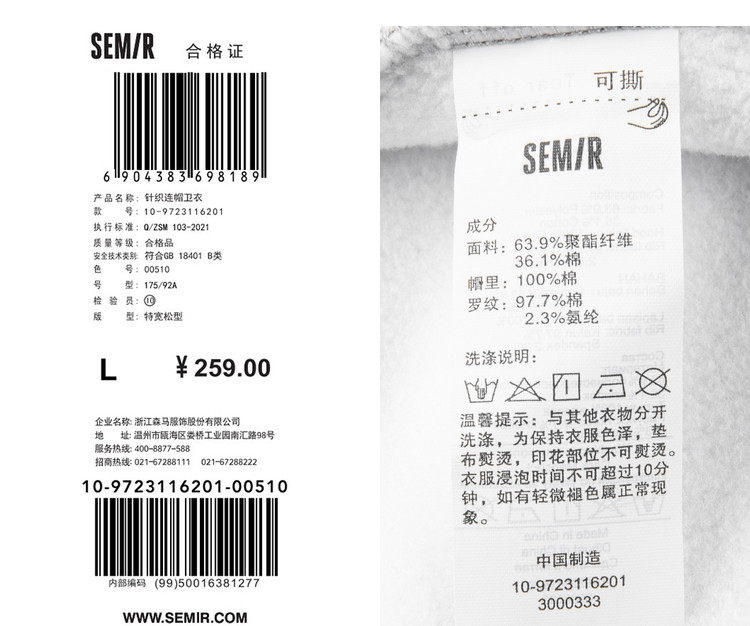 SEMIR 合格证
6 904383 698189
产品名称: 针织连帽卫衣
款 号: 10-9723116201
执行标准: Q/ZSM 103-2021
质量等级: 合格品
安全技术类别: 符合GB 18401 B类
色 号: 00510
号 型: 175/92A
检 验 员: ⑩
版 型: 特宽松型
L ¥ 259.00
企业名称: 浙江森马服饰股份有限公司
地 址: 温州市瓯海区娄桥工业园南汇路98号
服务热线: 400-8877-588
招商热线: 021-67288111 021-67288222
10-9723116201-00510
内部编码 (99)50016381277
WWW.SEMIR.COM
可撕
SEMIR
成分
面料: 63.9%聚酯纤维
36.1%棉
帽里: 100%棉
罗纹: 97.7%棉
2.3%氨纶
洗涤说明:
温馨提示: 与其他衣物分开
洗涤，为保持衣服色泽，垫
布熨烫，印花部位不可熨烫。
衣服浸泡时间不可超过10分
钟，如有轻微褪色属正常现
象。
中国制造
10-9723116201
3000333